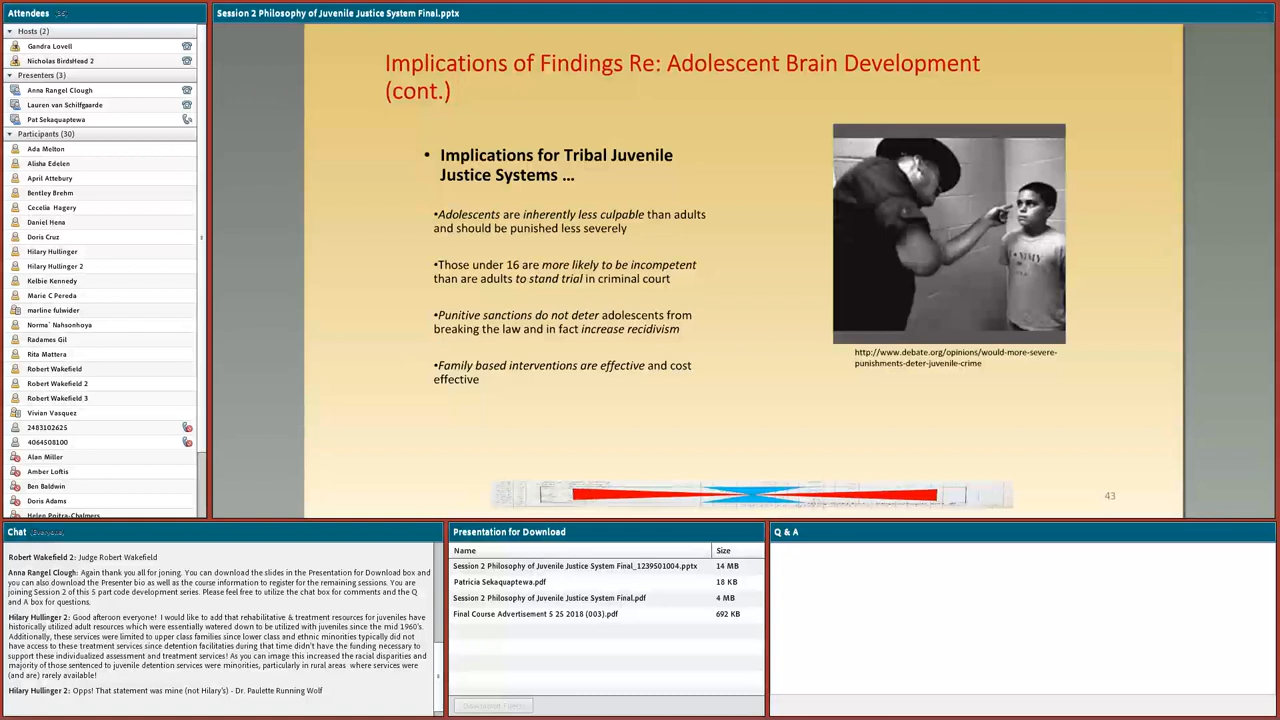 Attendees (35)
Hosts (2)
Gandra Lovell
Nicholas BirdsHead 2
Presenters (3)
Anna Rangel Clough
Lauren van Schilfgaarde
Pat Sekaquaptewa
Participants (30)
Ada Melton
Alisha Edelen
April Attebury
Bentley Brehm
Cecelia Hagery
Daniel Hena
Doris Cruz
Hilary Hullinger
Hilary Hullinger 2
Kelbie Kennedy
Marie C Pereda
marline fulwider
Norma` Nahsonhoya
Radames Gil
Rita Mattera
Robert Wakefield
Robert Wakefield 2
Robert Wakefield 3
Vivian Vasquez
2483102625
4064508100
Alan Miller
Amber Loftis
Ben Baldwin
Doris Adams
Helen Poitra-Chalmers
Session 2 Philosophy of Juvenile Justice System Final.pptx
Implications of Findings Re: Adolescent Brain Development
(cont.)
• Implications for Tribal Juvenile
Justice Systems …
•Adolescents are inherently less culpable than adults
and should be punished less severely
•Those under 16 are more likely to be incompetent
than are adults to stand trial in criminal court
•Punitive sanctions do not deter adolescents from
breaking the law and in fact increase recidivism
•Family based interventions are effective and cost
effective
http://www.debate.org/opinions/would-more-severe-
punishments-deter-juvenile-crime
43
Chat (Everyone)
Robert Wakefield 2: Judge Robert Wakefield
Anna Rangel Clough: Again thank you all for joining. You can download the slides in the Presentation for Download box and
you can also download the Presenter bio as well as the course information to register for the remaining sessions. You are
joining Session 2 of this 5 part code development series. Please feel free to utilize the chat box for comments and the Q
and A box for questions.
Hilary Hullinger 2: Good afteroon everyone! I would like to add that rehabilitative & treatment resources for juveniles have
historically utilized adult resources which were essentially watered down to be utilized with juveniles since the mid 1960's.
Additionally, these services were limited to upper class families since lower class and ethnic minorities typically did not
have access to these treatment services since detention facilitaties during that time didn't have the funding necessary to
support these individualized assessment and treatment services! As you can image this increased the racial disparities and
majority of those sentenced to juvenile detention services were minorities, particularly in rural areas where services were
(and are) rarely available!
Hilary Hullinger 2: Opps! That statement was mine (not Hilary's) - Dr. Paulette Running Wolf
Presentation for Download
Name Size
Session 2 Philosophy of Juvenile Justice System Final_1239501004.pptx 14 MB
Patricia Sekaquaptewa.pdf 18 KB
Session 2 Philosophy of Juvenile Justice System Final.pdf 4 MB
Final Course Advertisement 5 25 2018 (003).pdf 692 KB
Download File(s)
Q & A